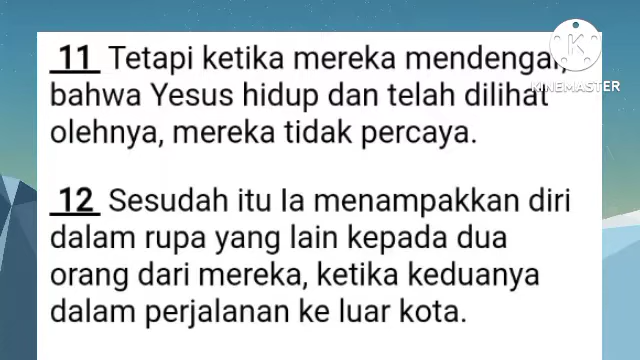 11 Tetapi ketika mereka mendengar,
bahwa Yesus hidup dan telah dilihat
olehnya, mereka tidak percaya.
12 Sesudah itu Ia menampakkan diri
dalam rupa yang lain kepada dua
orang dari mereka, ketika keduanya
dalam perjalanan ke luar kota.
K
KINEMASTER